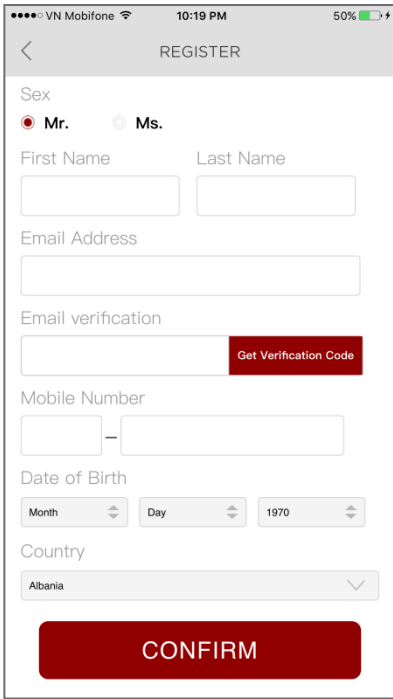 VN Mobifone 10:19 PM 50%
REGISTER
Sex
Mr. Ms.
First Name Last Name
Email Address
Email verification
Get Verification Code
Mobile Number
–
Date of Birth
Month Day 1970
Country
Albania
CONFIRM